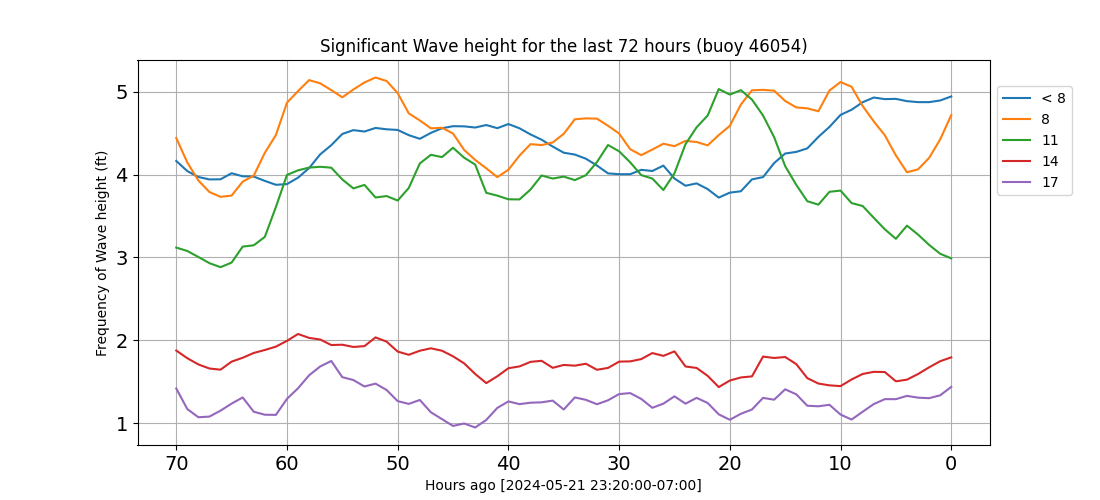 Significant Wave height for the last 72 hours (buoy 46054)
Frequency of Wave height (ft)
5
4
3
2
1
70 60 50 40 30 20 10 0
Hours ago [2024-05-21 23:20:00-07:00]
< 8
8
11
14
17